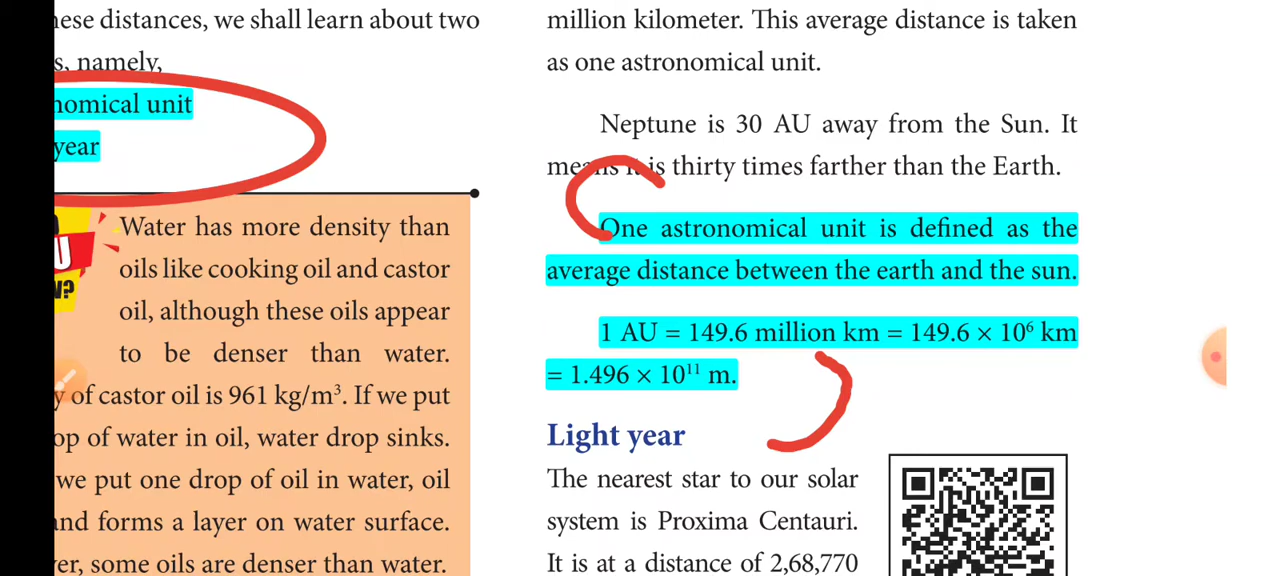 hese distances, we shall learn about two
s, namely,
nomical unit
year
U
W?
Water has more density than
oils like cooking oil and castor
oil, although these oils appear
to be denser than water.
y of castor oil is 961 kg/m³. If we put
op of water in oil, water drop sinks.
we put one drop of oil in water, oil
and forms a layer on water surface.
ver, some oils are denser than water.
million kilometer. This average distance is taken
as one astronomical unit.
Neptune is 30 AU away from the Sun. It
means it is thirty times farther than the Earth.
One astronomical unit is defined as the
average distance between the earth and the sun.
1 AU = 149.6 million km = 149.6 × 10⁶ km
= 1.496 × 10¹¹ m.
Light year
The nearest star to our solar
system is Proxima Centauri.
It is at a distance of 2,68,770